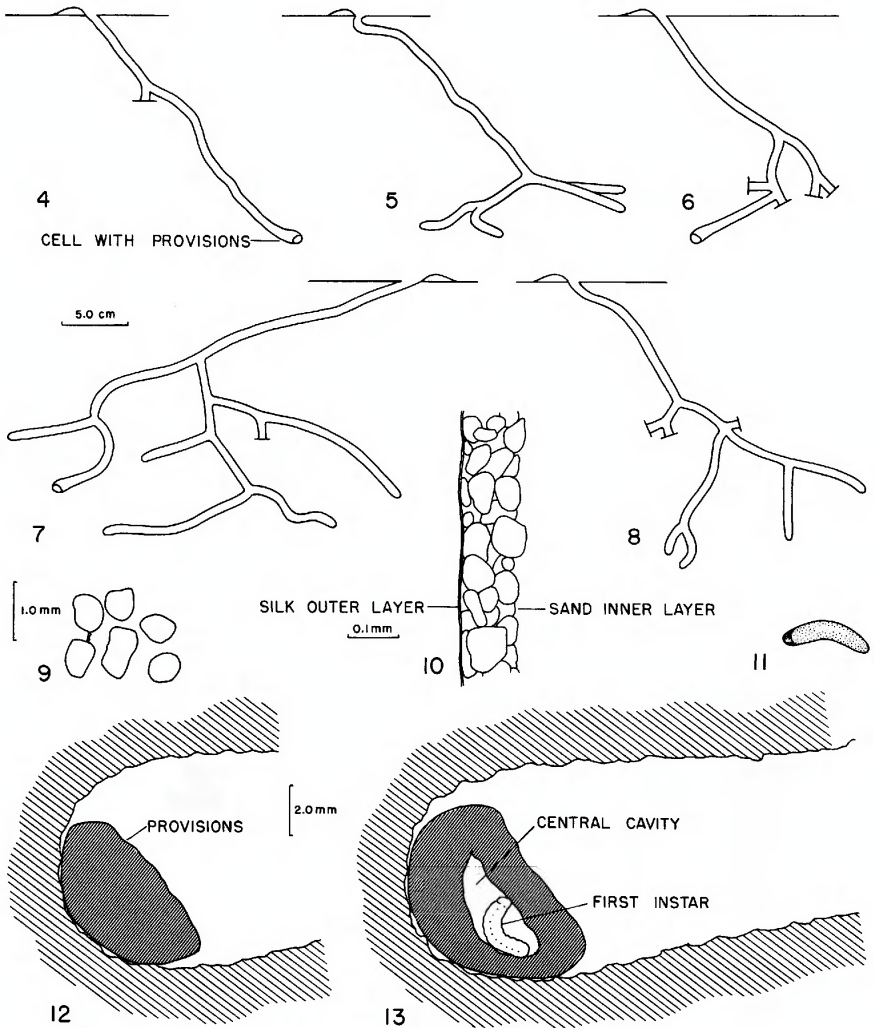 4
5
6
CELL WITH PROVISIONS
5.0 cm
7
8
SILK OUTER LAYER
SAND INNER LAYER
1.0 mm
0.1 mm
9
10
11
PROVISIONS
2.0 mm
CENTRAL CAVITY
FIRST INSTAR
12
13